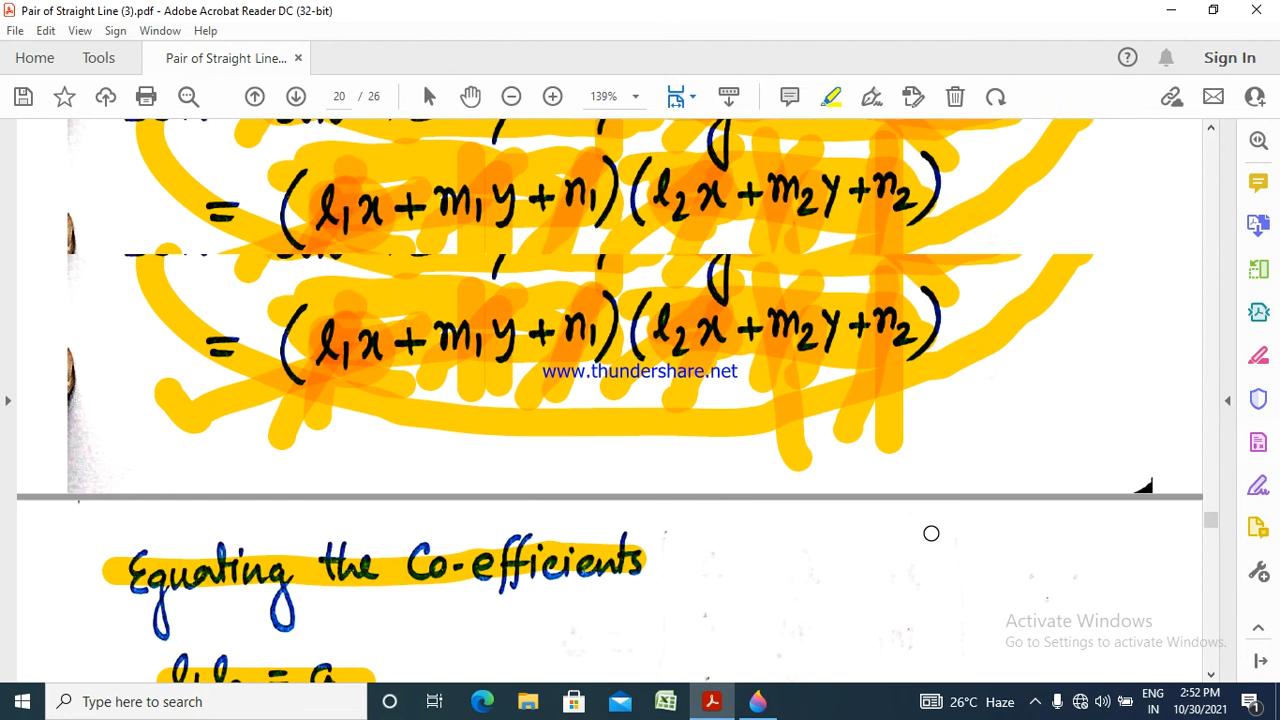 Pair of Straight Line (3).pdf - Adobe Acrobat Reader DC (32-bit)
File Edit View Sign Window Help
Home Tools Pair of Straight Line... × Sign In
20 / 26 139%
= (l₁x + m₁y + n₁)(l₂x + m₂y + n₂)
= (l₁x + m₁y + n₁)(l₂x + m₂y + n₂)
www.thundershare.net
Equating the Co-efficients
Activate Windows
Go to Settings to activate Windows.
Type here to search
26°C Haze
ENG
IN
2:52 PM
10/30/2021
1